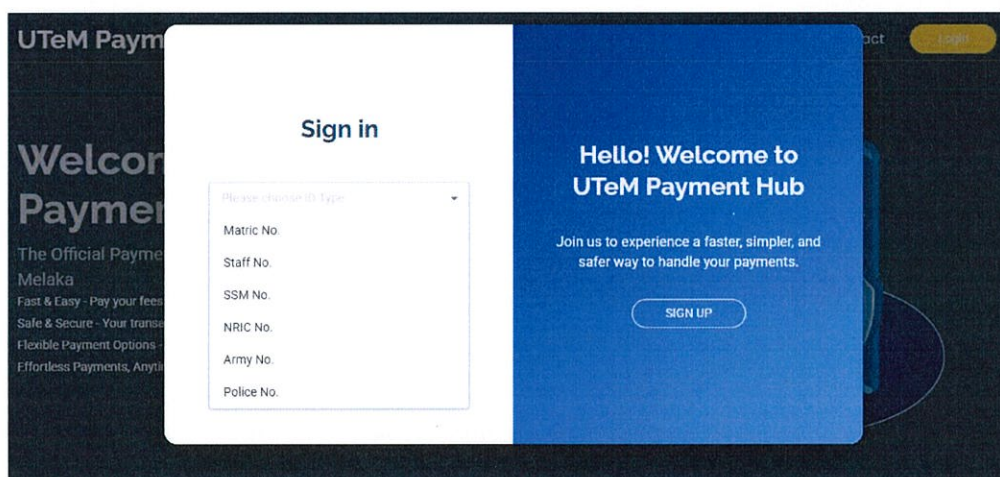 UTeM Paym
act
Login
Sign in
Please choose ID Type
Matric No.
Staff No.
SSM No.
NRIC No.
Army No.
Police No.
Hello! Welcome to
UTeM Payment Hub
Join us to experience a faster, simpler, and
safer way to handle your payments.
SIGN UP
Welcor
Paymer
The Official Payme
Melaka
Fast & Easy - Pay your fees
Safe & Secure - Your transe
Flexible Payment Options -
Effortless Payments, Anytir